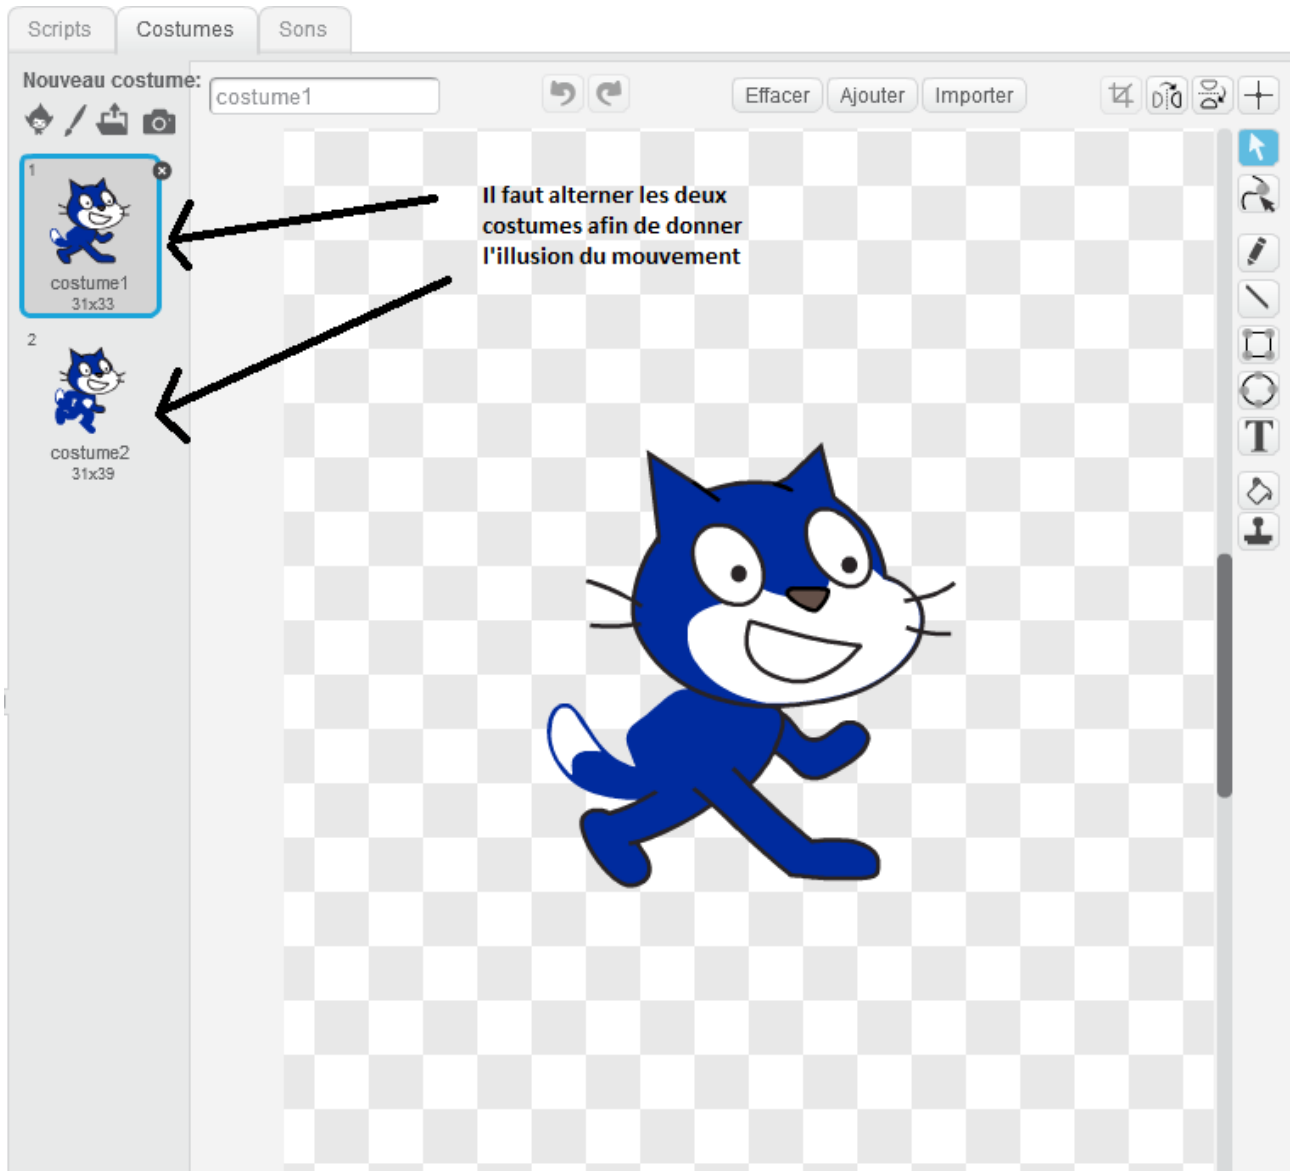 Scripts
Costumes
Sons
Nouveau costume:
costume1
Effacer
Ajouter
Importer
1
costume1
31x33
2
costume2
31x39
Il faut alterner les deux
costumes afin de donner
l'illusion du mouvement
T